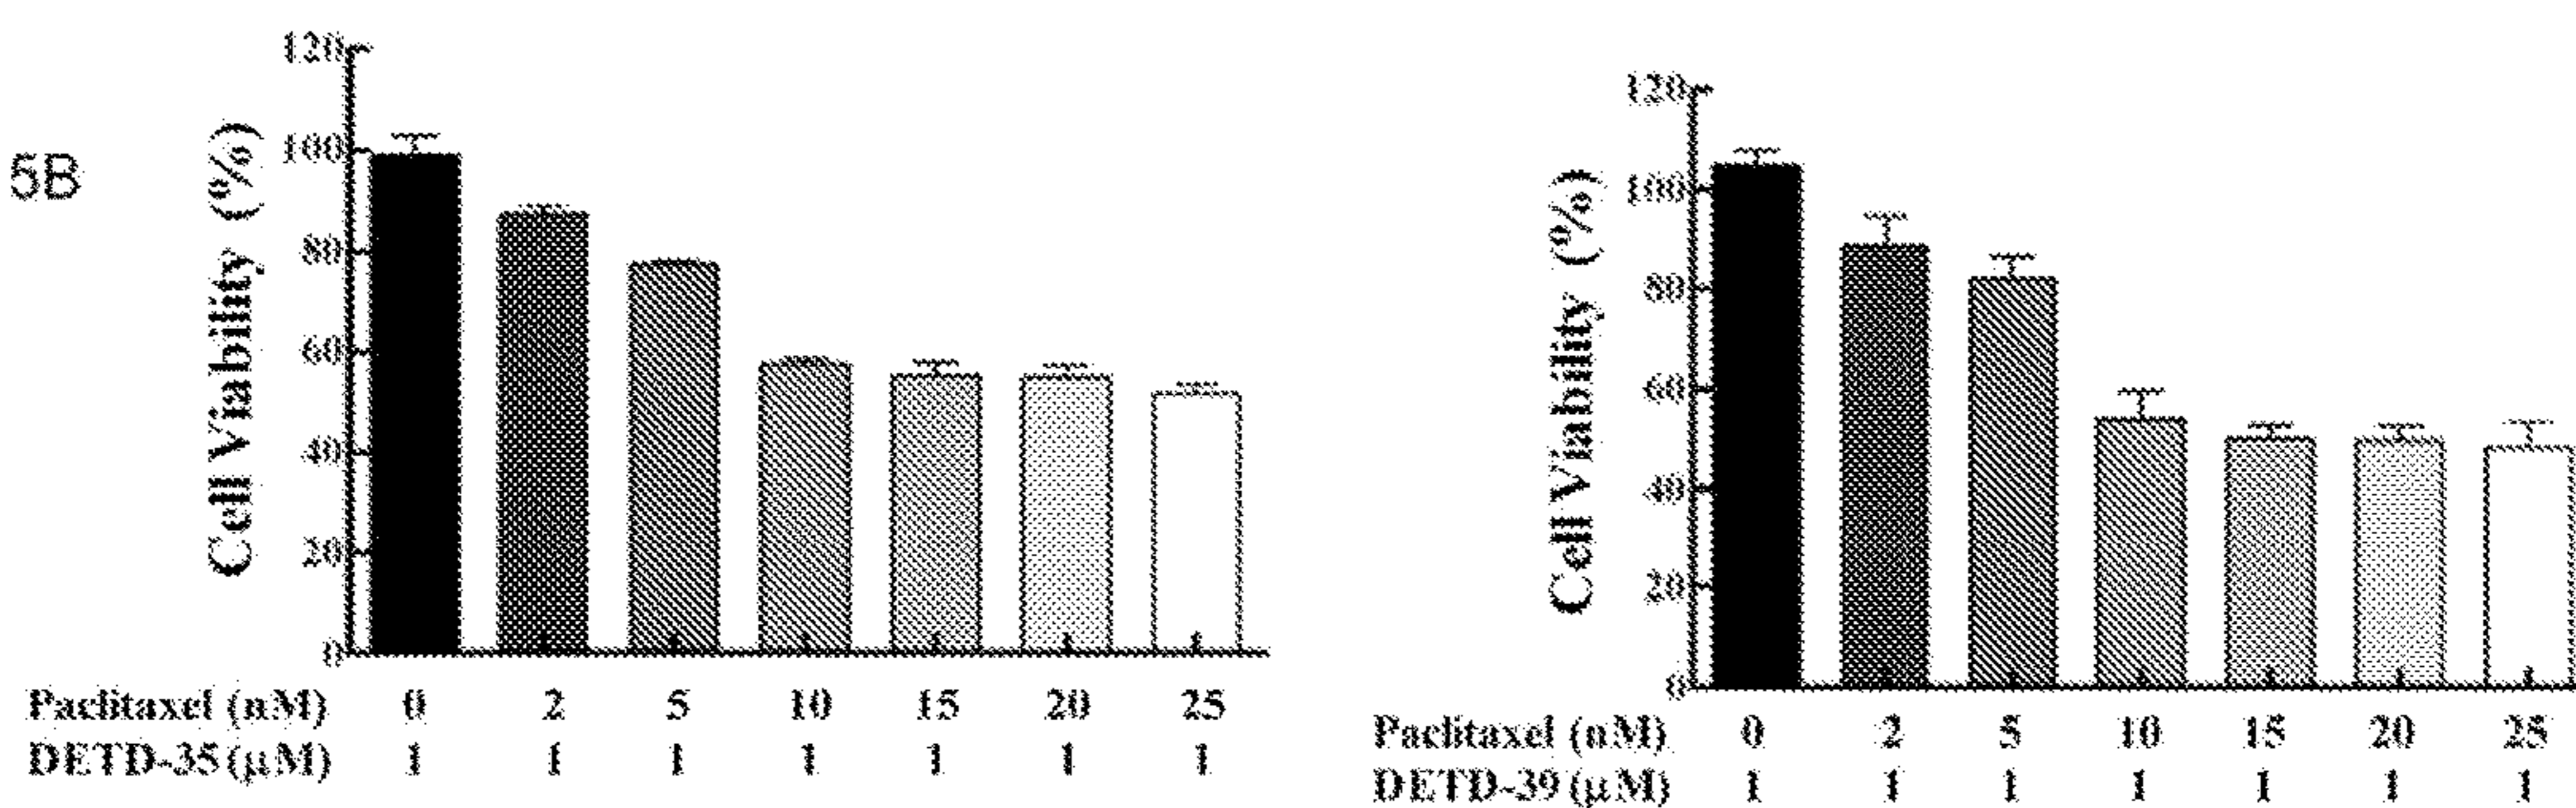 5B
Cell Viability (%)
120
100
80
60
40
20
0
Paclitaxel (nM) 0 2 5 10 15 20 25
DETD-35 (μM) 1 1 1 1 1 1 1
Cell Viability (%)
120
100
80
60
40
20
0
Paclitaxel (nM) 0 2 5 10 15 20 25
DETD-39 (μM) 1 1 1 1 1 1 1